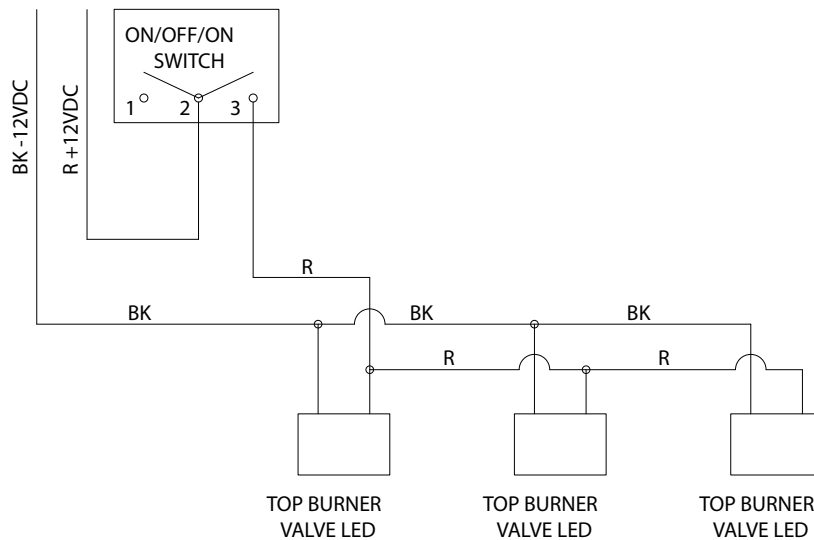 ON/OFF/ON
SWITCH
1
2
3
BK -12VDC
R +12VDC
R
BK
BK
BK
R
R
TOP BURNER
VALVE LED
TOP BURNER
VALVE LED
TOP BURNER
VALVE LED